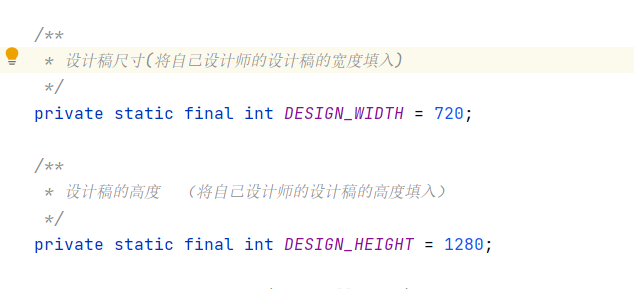 /**
* 设计稿尺寸(将自己设计师的设计稿的宽度填入)
*/
private static final int DESIGN_WIDTH = 720;
/**
* 设计稿的高度 （将自己设计师的设计稿的高度填入）
*/
private static final int DESIGN_HEIGHT = 1280;